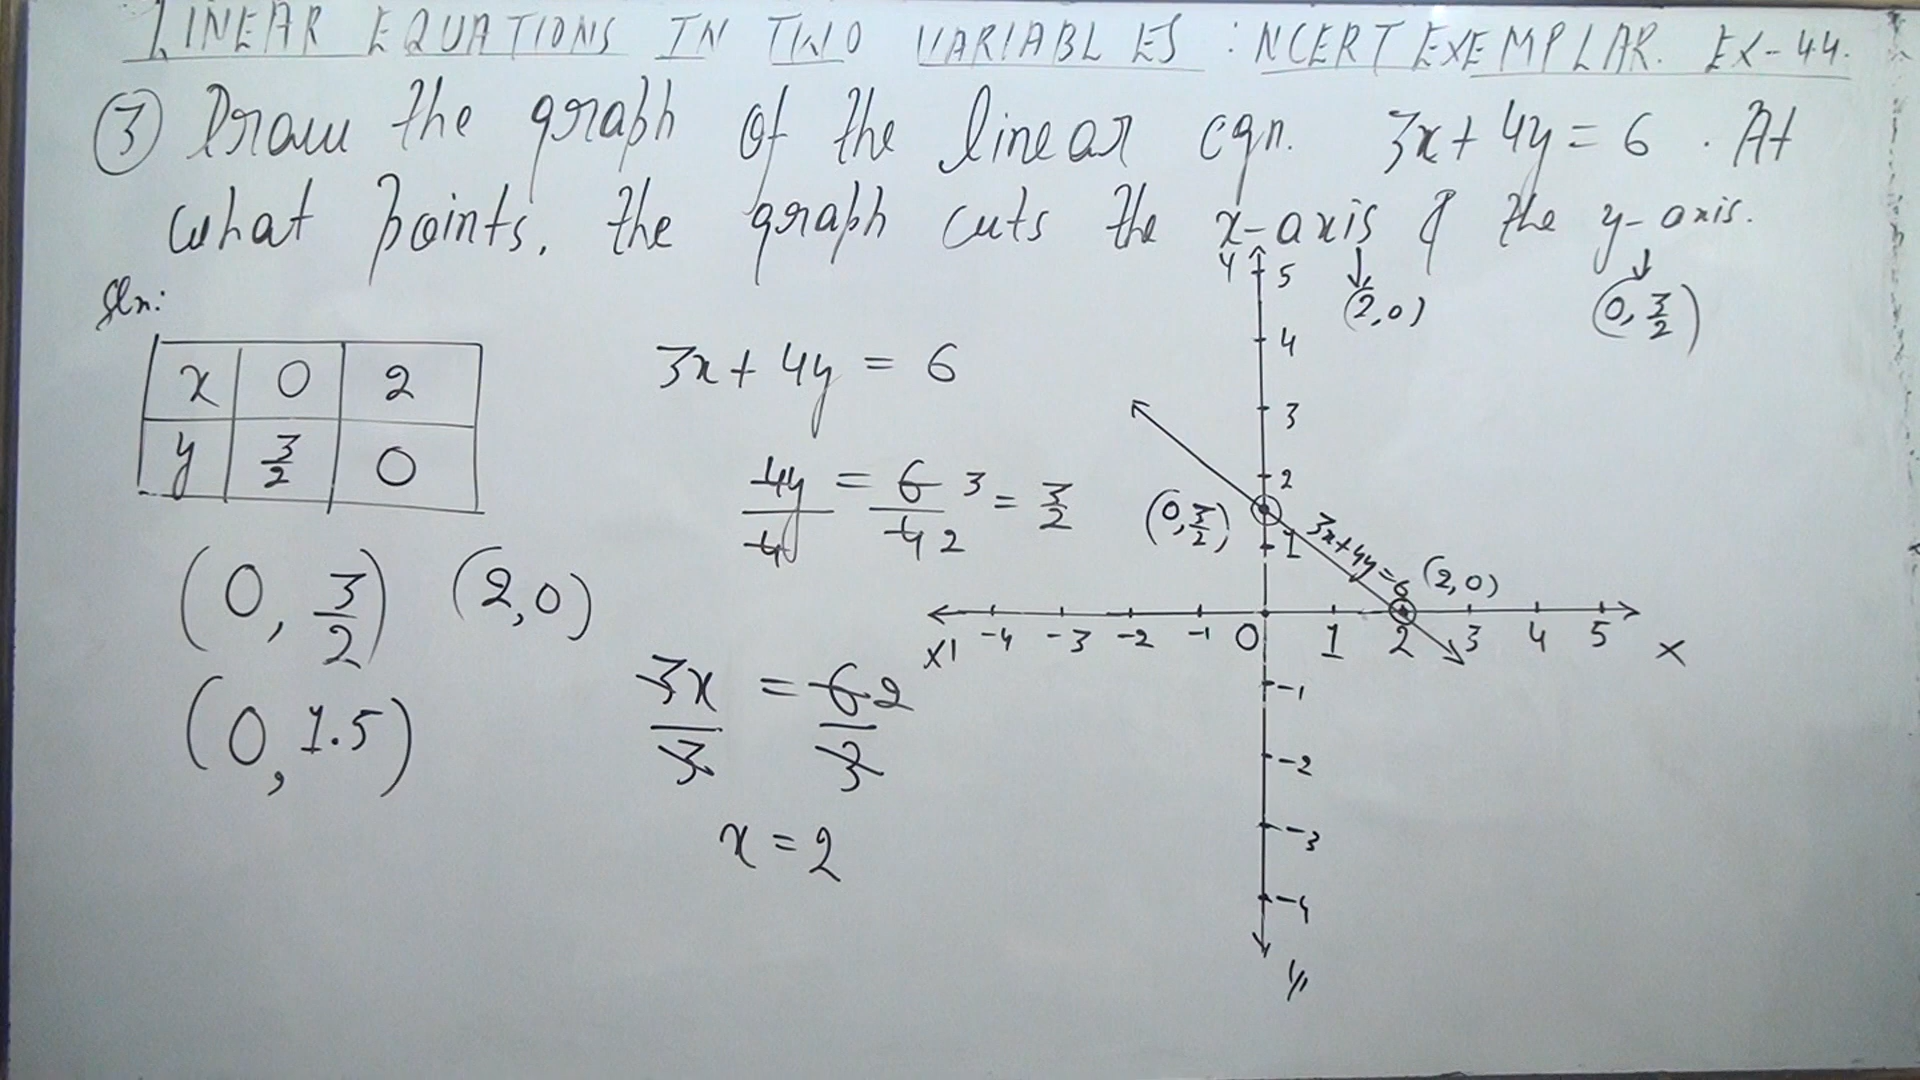 LINEAR EQUATIONS IN TWO VARIABLES : NCERT EXEMPLAR. EX-4.4.
③ Draw the graph of the linear eqn. 3x + 4y = 6 . At
what points, the graph cuts the x-axis & the y-axis.
(2,0) (0, 3/2)
Sln:
x 0 2
y 3/2 0
(0, 3/2) (2,0)
(0, 1.5)
3x + 4y = 6
4y/4 = 6/4 3 2 = 3/2
3x/3 = 6/3 2
x = 2
Y 5
4
3
2
(0, 3/2) 1
3x+4y=6 (2,0)
X' -4 -3 -2 -1 0 1 2 3 4 5 X
-1
-2
-3
-4
Y'